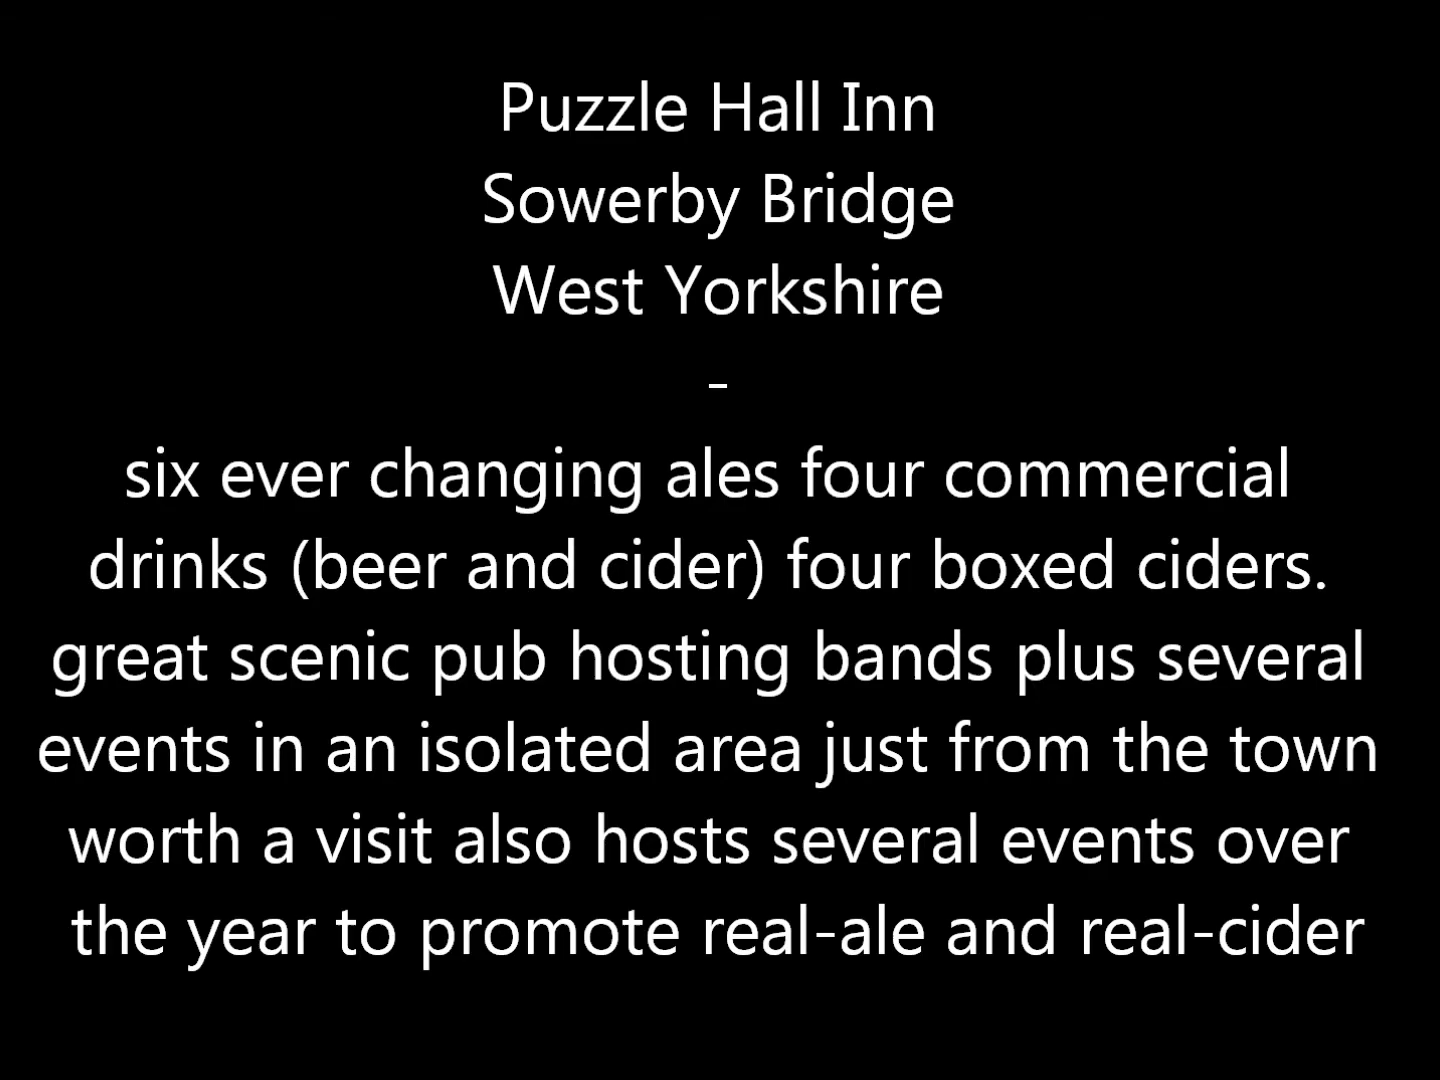 Puzzle Hall Inn
Sowerby Bridge
West Yorkshire
-
six ever changing ales four commercial
drinks (beer and cider) four boxed ciders.
great scenic pub hosting bands plus several
events in an isolated area just from the town
worth a visit also hosts several events over
the year to promote real-ale and real-cider